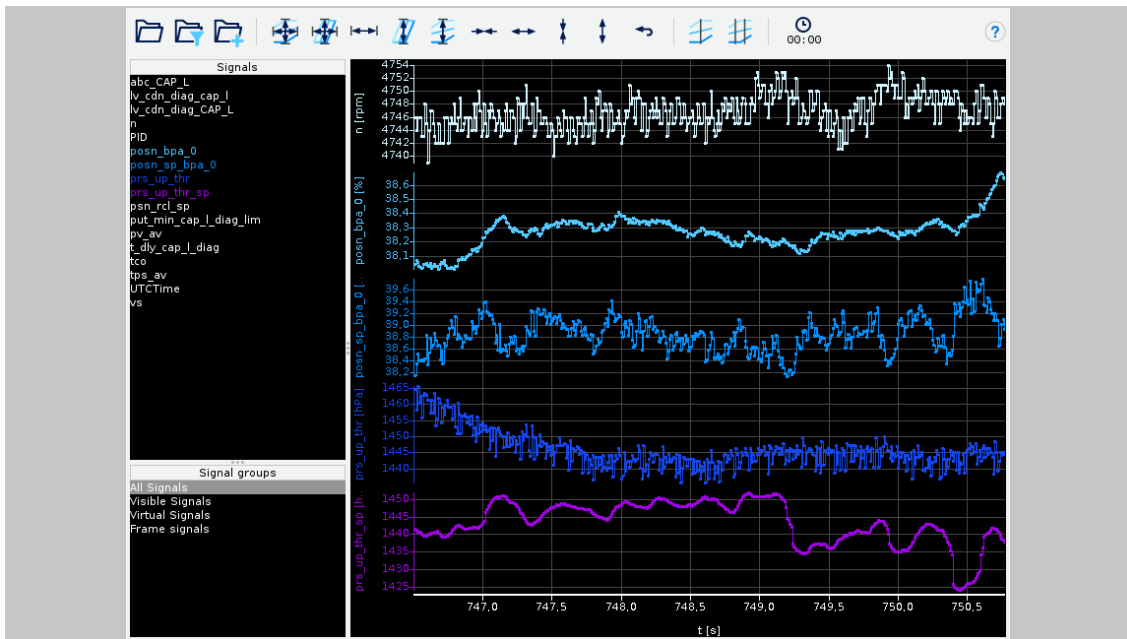 00:00
?
Signals
abc_CAP_L
lv_cdn_diag_cap_l
lv_cdn_diag_CAP_L
n
PID
posn_bpa_0
posn_sp_bpa_0
prs_up_thr
prs_up_thr_sp
psn_rcl_sp
put_min_cap_l_diag_lim
pv_av
t_dly_cap_l_diag
tco
tps_av
UTCTime
vs
Signal groups
All Signals
Visible Signals
Virtual Signals
Frame signals
n [rpm]
4754
4752
4750
4748
4746
4744
4742
4740
posn_bpa_0 [%]
38,6
38,5
38,4
38,3
38,2
38,1
posn_sp_bpa_0 [..
39,6
39,4
39,2
39,0
38,8
38,6
38,4
38,2
prs_up_thr [hPa]
1465
1460
1455
1450
1445
1440
prs_up_thr_sp [h..
1450
1445
1440
1435
1430
1425
747,0 747,5 748,0 748,5 749,0 749,5 750,0 750,5
t [s]